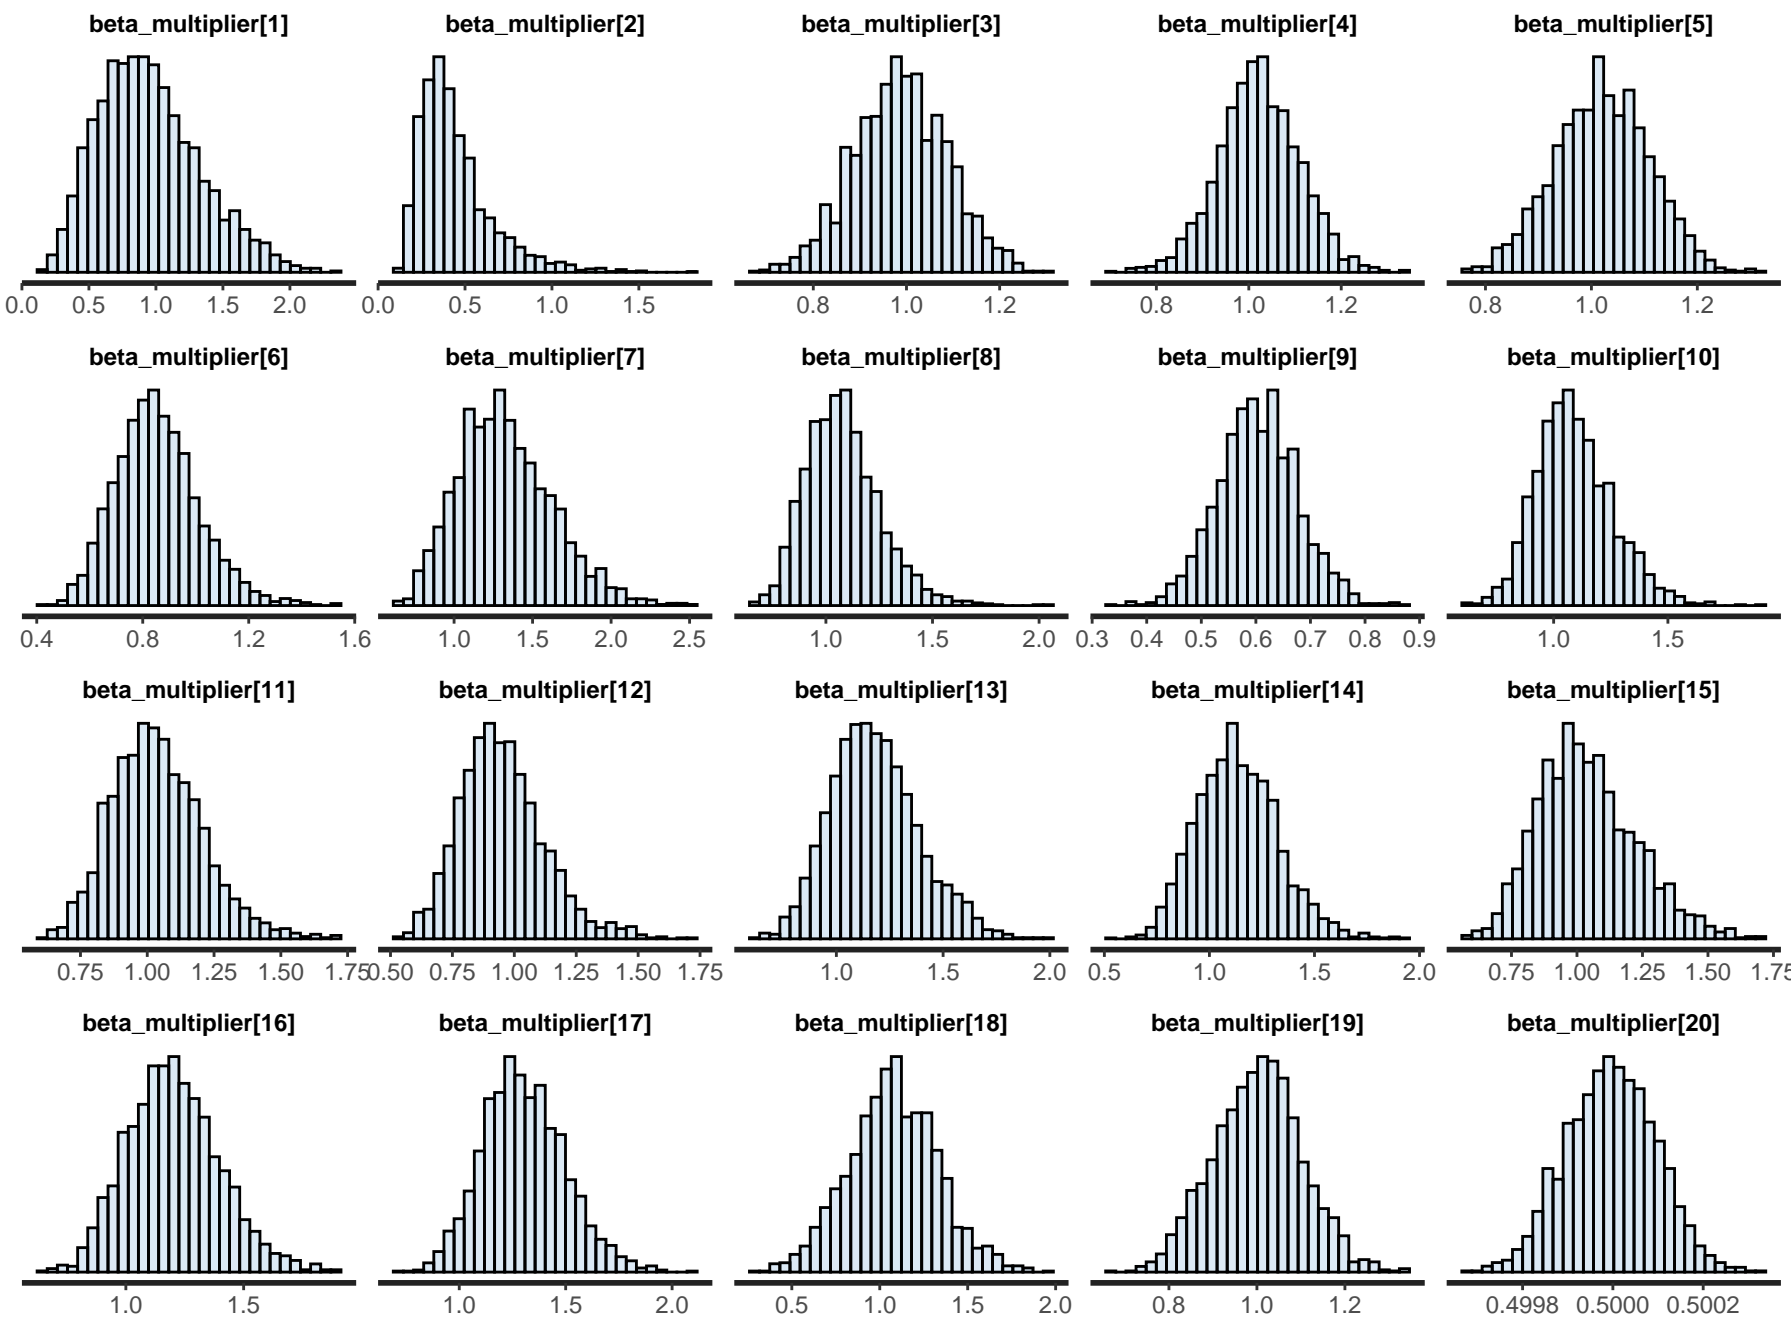 beta_multiplier[1] beta_multiplier[2] beta_multiplier[3] beta_multiplier[4] beta_multiplier[5]
0.0 0.5 1.0 1.5 2.0 0.0 0.5 1.0 1.5 0.8 1.0 1.2 0.8 1.0 1.2 0.8 1.0 1.2
beta_multiplier[6] beta_multiplier[7] beta_multiplier[8] beta_multiplier[9] beta_multiplier[10]
0.4 0.8 1.2 1.6 1.0 1.5 2.0 2.5 1.0 1.5 2.0 0.3 0.4 0.5 0.6 0.7 0.8 0.9 1.0 1.5
beta_multiplier[11] beta_multiplier[12] beta_multiplier[13] beta_multiplier[14] beta_multiplier[15]
0.75 1.00 1.25 1.50 1.75 0.50 0.75 1.00 1.25 1.50 1.75 1.0 1.5 2.0 0.5 1.0 1.5 2.0 0.75 1.00 1.25 1.50 1.75
beta_multiplier[16] beta_multiplier[17] beta_multiplier[18] beta_multiplier[19] beta_multiplier[20]
1.0 1.5 1.0 1.5 2.0 0.5 1.0 1.5 2.0 0.8 1.0 1.2 0.4998 0.5000 0.5002